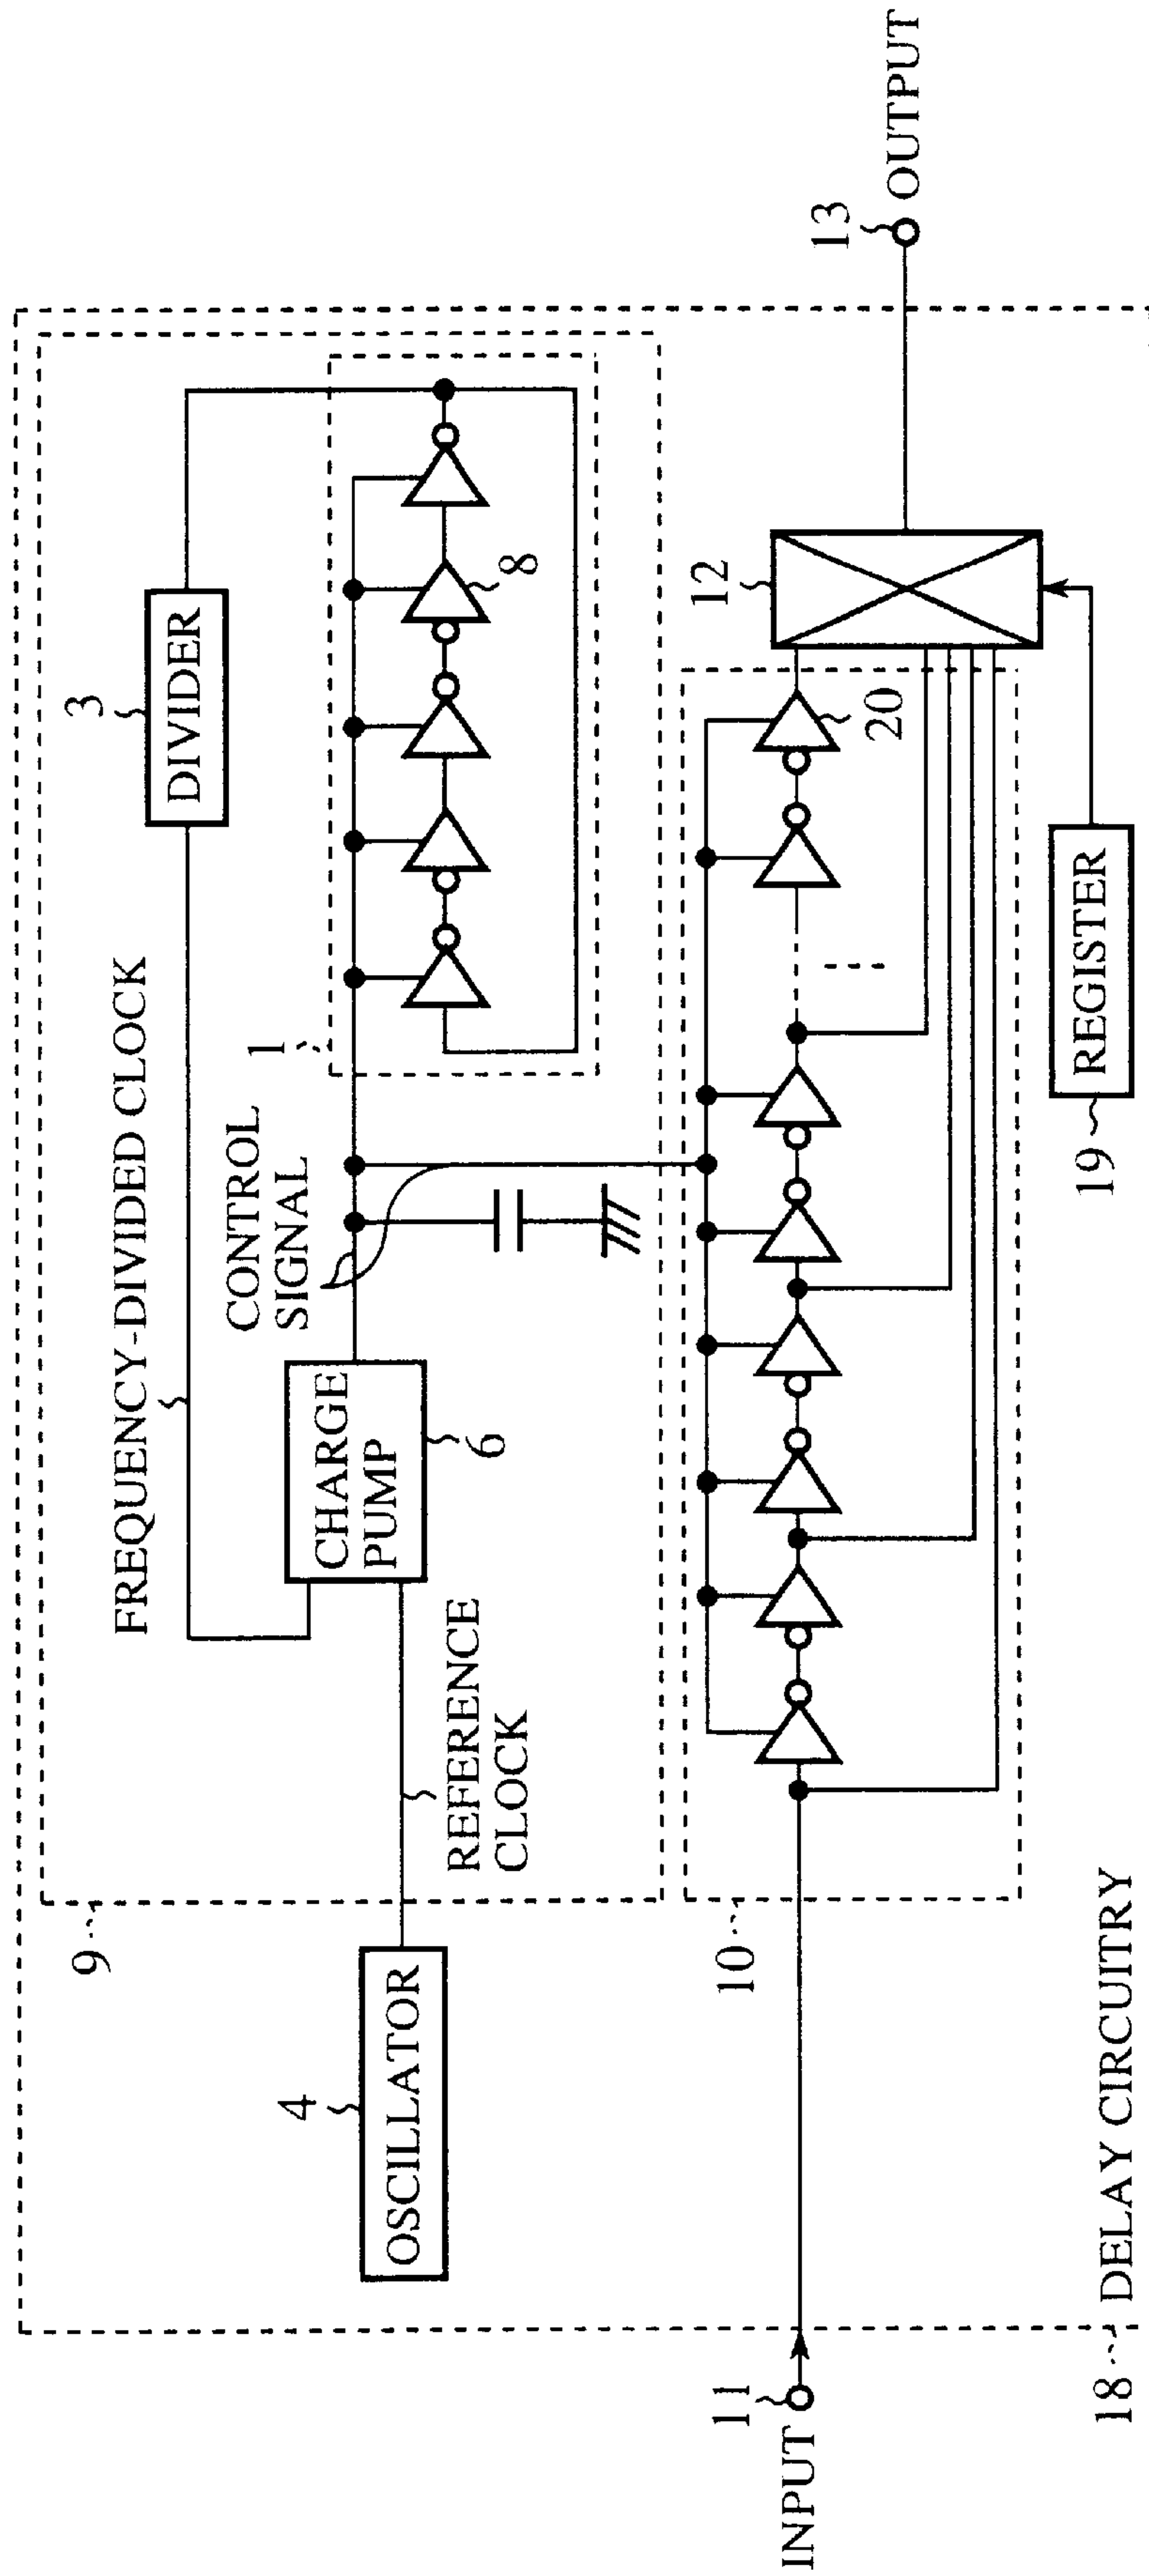 3
DIVIDER
FREQUENCY-DIVIDED CLOCK
1
CONTROL
SIGNAL
8
CHARGE
PUMP
6
REFERENCE
CLOCK
9
4
OSCILLATOR
13
OUTPUT
12
20
10
11
INPUT
REGISTER
19
18
DELAY CIRCUITRY